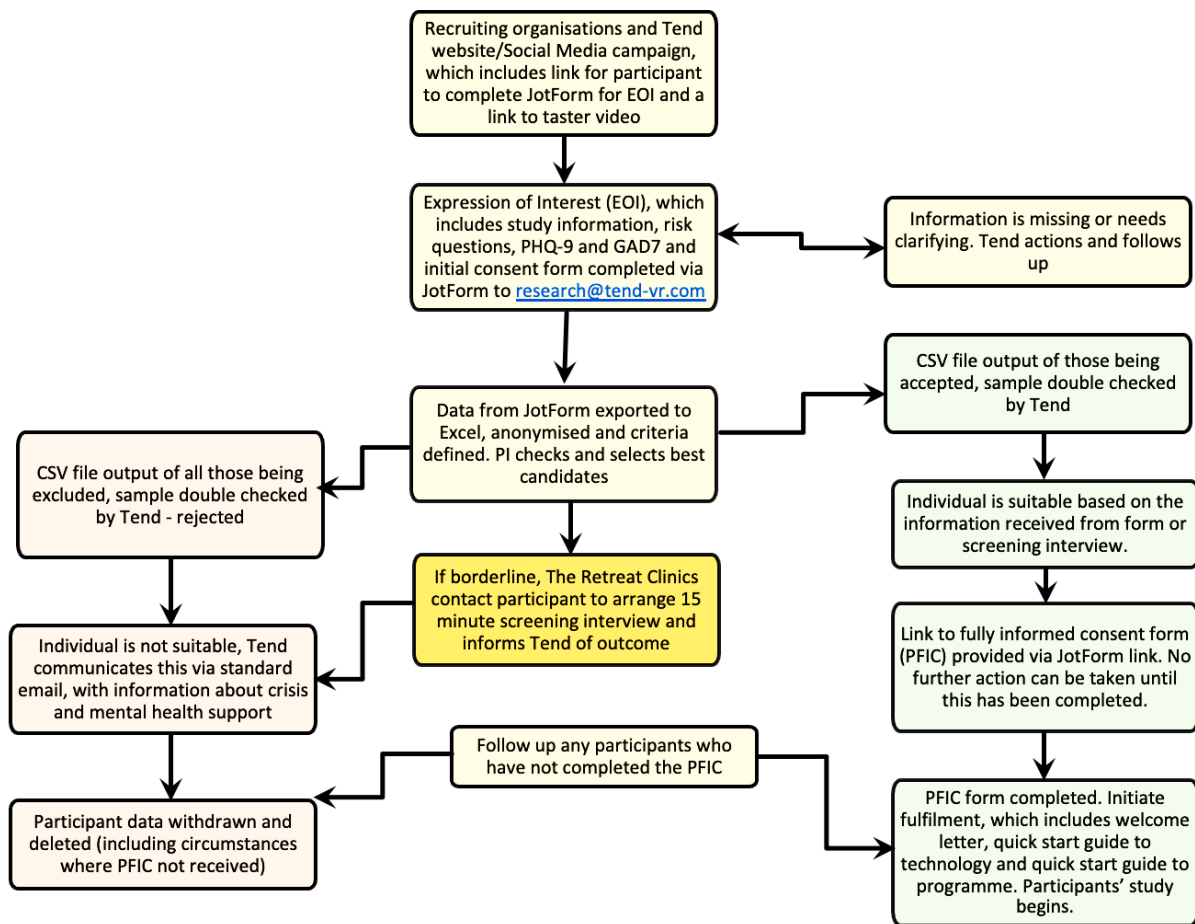 Recruiting organisations and Tend
website/Social Media campaign,
which includes link for participant
to complete JotForm for EOI and a
link to taster video
Expression of Interest (EOI), which
includes study information, risk
questions, PHQ-9 and GAD7 and
initial consent form completed via
JotForm to research@tend-vr.com
Information is missing or needs
clarifying. Tend actions and follows
up
CSV file output of those being
accepted, sample double checked
by Tend
Data from JotForm exported to
Excel, anonymised and criteria
defined. PI checks and selects best
candidates
CSV file output of all those being
excluded, sample double checked
by Tend - rejected
Individual is suitable based on the
information received from form or
screening interview.
If borderline, The Retreat Clinics
contact participant to arrange 15
minute screening interview and
informs Tend of outcome
Individual is not suitable, Tend
communicates this via standard
email, with information about crisis
and mental health support
Link to fully informed consent form
(PFIC) provided via JotForm link. No
further action can be taken until
this has been completed.
Follow up any participants who
have not completed the PFIC
Participant data withdrawn and
deleted (including circumstances
where PFIC not received)
PFIC form completed. Initiate
fulfilment, which includes welcome
letter, quick start guide to
technology and quick start guide to
programme. Participants’ study
begins.